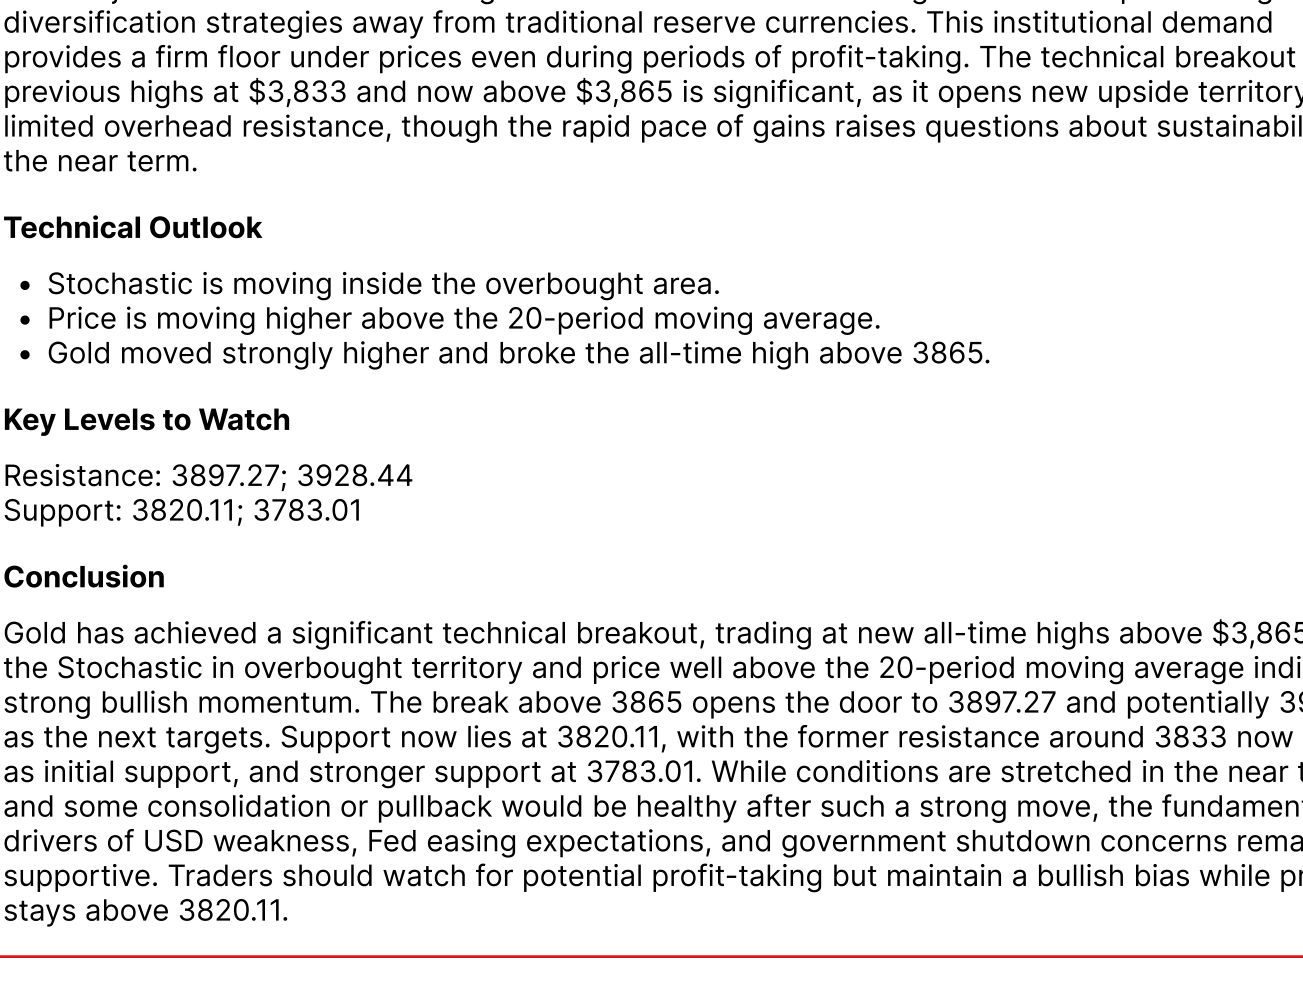 diversification strategies away from traditional reserve currencies. This institutional demand
provides a firm floor under prices even during periods of profit-taking. The technical breakout
previous highs at $3,833 and now above $3,865 is significant, as it opens new upside territory
limited overhead resistance, though the rapid pace of gains raises questions about sustainabil
the near term.
Technical Outlook
• Stochastic is moving inside the overbought area.
• Price is moving higher above the 20-period moving average.
• Gold moved strongly higher and broke the all-time high above 3865.
Key Levels to Watch
Resistance: 3897.27; 3928.44
Support: 3820.11; 3783.01
Conclusion
Gold has achieved a significant technical breakout, trading at new all-time highs above $3,865
the Stochastic in overbought territory and price well above the 20-period moving average indi
strong bullish momentum. The break above 3865 opens the door to 3897.27 and potentially 39
as the next targets. Support now lies at 3820.11, with the former resistance around 3833 now
as initial support, and stronger support at 3783.01. While conditions are stretched in the near t
and some consolidation or pullback would be healthy after such a strong move, the fundament
drivers of USD weakness, Fed easing expectations, and government shutdown concerns rema
supportive. Traders should watch for potential profit-taking but maintain a bullish bias while pr
stays above 3820.11.